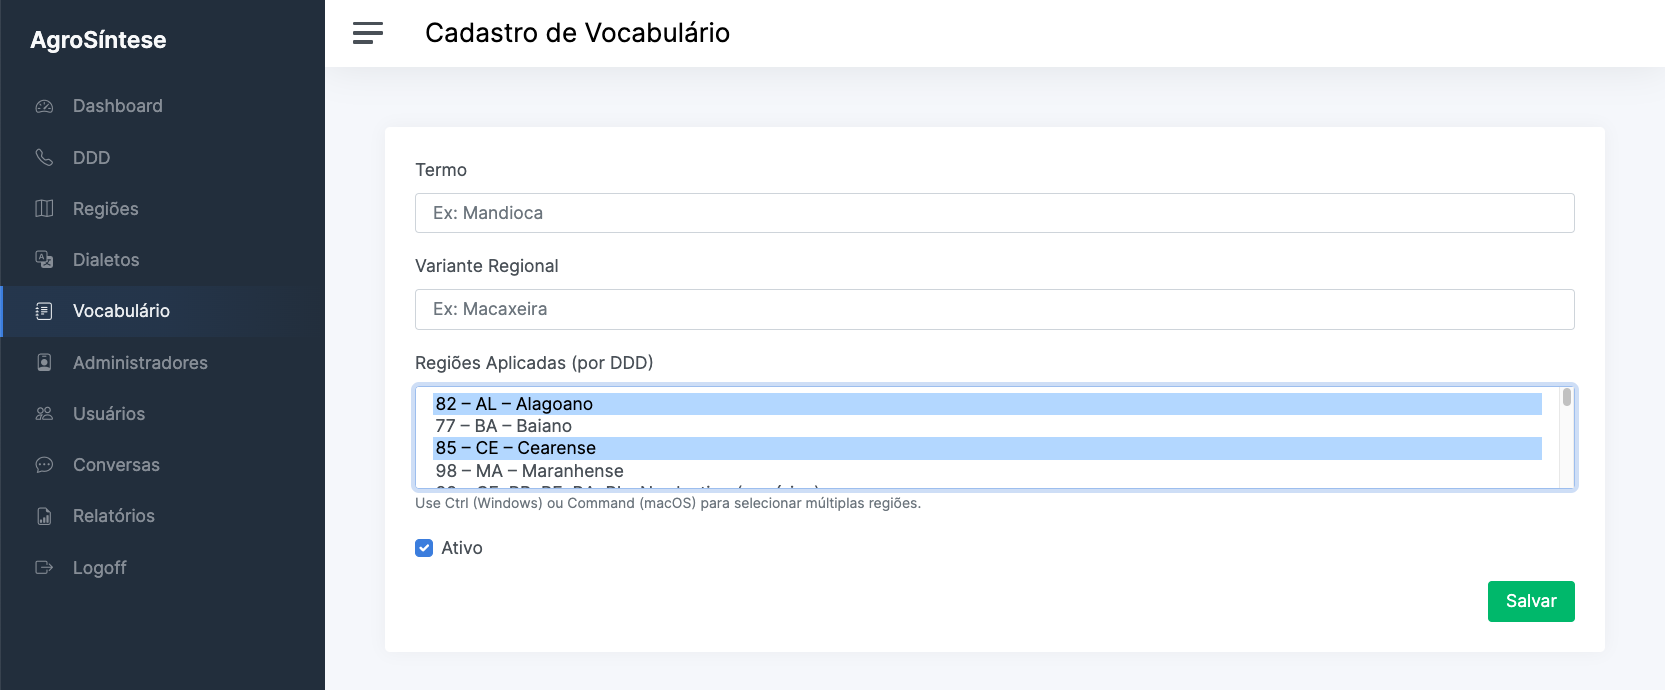 AgroSíntese
Cadastro de Vocabulário
Dashboard
DDD
Regiões
Dialetos
Vocabulário
Administradores
Usuários
Conversas
Relatórios
Logoff
Termo
Ex: Mandioca
Variante Regional
Ex: Macaxeira
Regiões Aplicadas (por DDD)
82 – AL – Alagoano
77 – BA – Baiano
85 – CE – Cearense
98 – MA – Maranhense
Use Ctrl (Windows) ou Command (macOS) para selecionar múltiplas regiões.
Ativo
Salvar